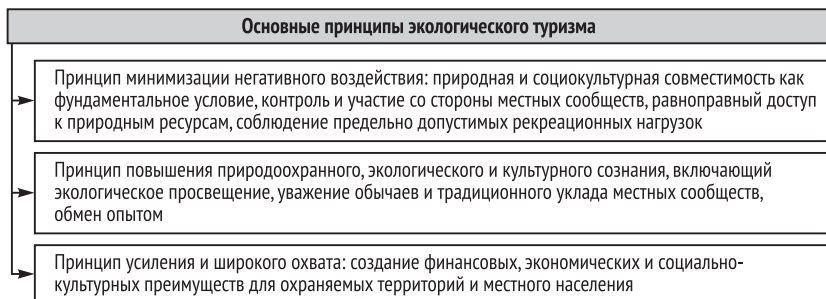 Основные принципы экологического туризма
Принцип минимизации негативного воздействия: природная и социокультурная совместимость как
фундаментальное условие, контроль и участие со стороны местных сообществ, равноправный доступ
к природным ресурсам, соблюдение предельно допустимых рекреационных нагрузок
Принцип повышения природоохранного, экологического и культурного сознания, включающий
экологическое просвещение, уважение обычаев и традиционного уклада местных сообществ,
обмен опытом
Принцип усиления и широкого охвата: создание финансовых, экономических и социально-
культурных преимуществ для охраняемых территорий и местного населения